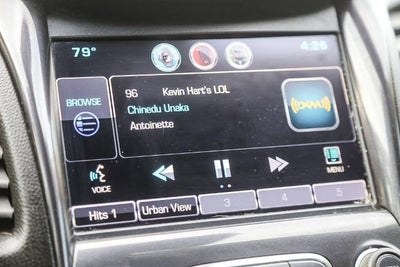 79° 4:26
BROWSE
96 Kevin Hart's LOL
Chinedu Unaka
Antoinette
((XM))
VOICE MENU
Hits 1 Urban View 3 4 5